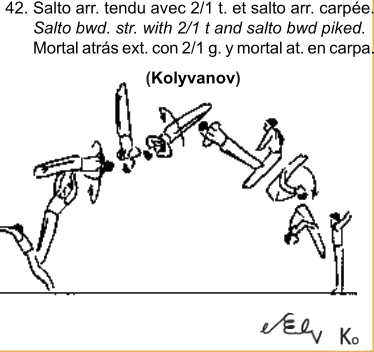 42. Salto arr. tendu avec 2/1 t. et salto arr. carpée.
Salto bwd. str. with 2/1 t and salto bwd piked.
Mortal atrás ext. con 2/1 g. y mortal at. en carpa.
(Kolyvanov)
Ko